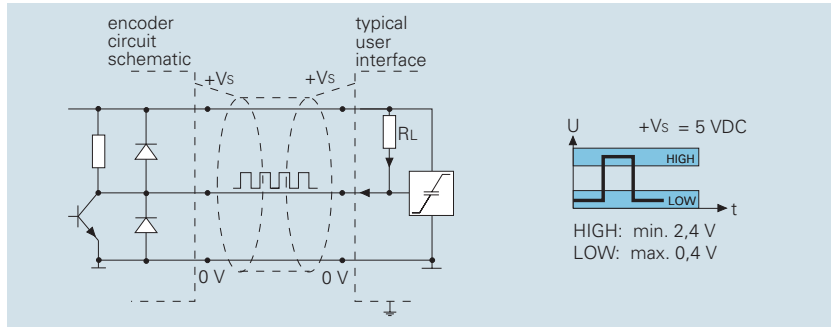 encoder
circuit
schematic
typical
user
interface
+Vs
+Vs
RL
0 V
0 V
U
+Vs = 5 VDC
HIGH
LOW
t
HIGH: min. 2,4 V
LOW: max. 0,4 V